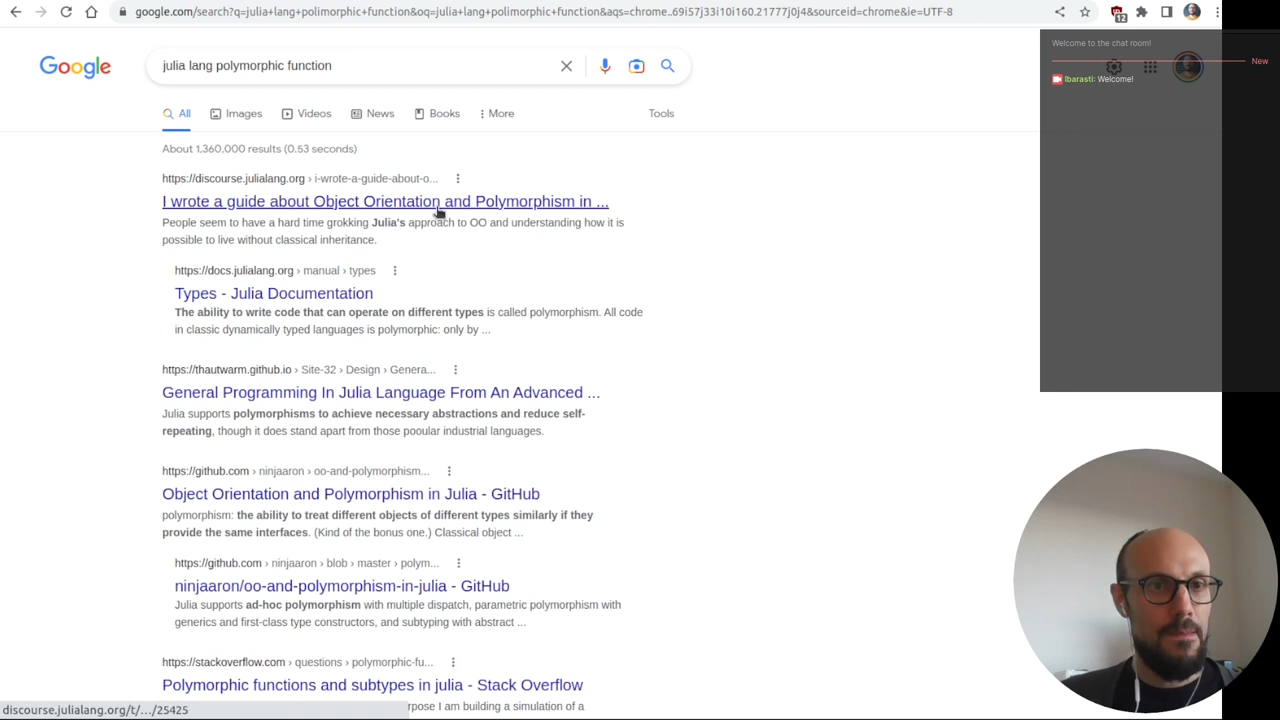 google.com/search?q=julia+lang+polimorphic+function&oq=julia+lang+polimorphic+function&aqs=chrome..69i57j33i10i160.21777j0j4&sourceid=chrome&ie=UTF-8
12
Google
julia lang polymorphic function
Welcome to the chat room!
New
lbarasti: Welcome!
All
Images
Videos
News
Books
More
Tools
About 1,360,000 results (0.53 seconds)
https://discourse.julialang.org › i-wrote-a-guide-about-o...
I wrote a guide about Object Orientation and Polymorphism in ...
People seem to have a hard time grokking Julia's approach to OO and understanding how it is
possible to live without classical inheritance.
https://docs.julialang.org › manual › types
Types - Julia Documentation
The ability to write code that can operate on different types is called polymorphism. All code
in classic dynamically typed languages is polymorphic: only by ...
https://thautwarm.github.io › Site-32 › Design › Genera...
General Programming In Julia Language From An Advanced ...
Julia supports polymorphisms to achieve necessary abstractions and reduce self-
repeating, though it does stand apart from those pooular industrial languages.
https://github.com › ninjaaron › oo-and-polymorphism...
Object Orientation and Polymorphism in Julia - GitHub
polymorphism: the ability to treat different objects of different types similarly if they
provide the same interfaces. (Kind of the bonus one.) Classical object ...
https://github.com › ninjaaron › blob › master › polym...
ninjaaron/oo-and-polymorphism-in-julia - GitHub
Julia supports ad-hoc polymorphism with multiple dispatch, parametric polymorphism with
generics and first-class type constructors, and subtyping with abstract ...
https://stackoverflow.com › questions › polymorphic-fu...
Polymorphic functions and subtypes in julia - Stack Overflow
rpose I am building a simulation of a
discourse.julialang.org/t/.../25425